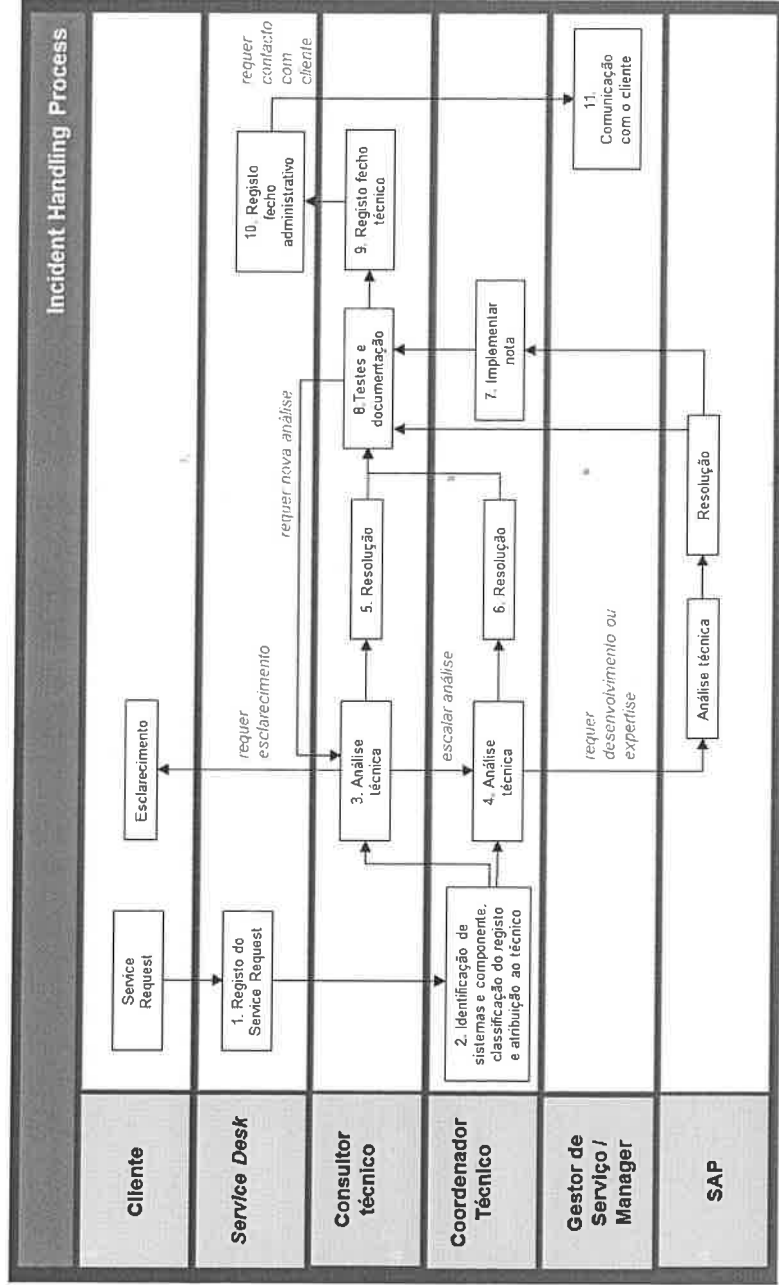 Incident Handling Process
Cliente
Service
Request
Esclarecimento
Service Desk
1. Registo do
Service Request
requer
esclarecimento
requer nova análise
10. Registo
fecho
administrativo
requer
contacto
com
cliente
Consultor
técnico
3. Análise
técnica
5. Resolução
8.Testes e
documentação
9. Registo fecho
técnico
Coordenador
Técnico
2. Identificação de
sistemas e componente,
classificação do registo
e atribuição ao técnico
escalar análise
4. Análise
técnica
6. Resolução
7. Implementar
nota
Gestor de
Serviço /
Manager
requer
desenvolvimento ou
expertise
11.
Comunicação
com o cliente
SAP
Análise técnica
Resolução